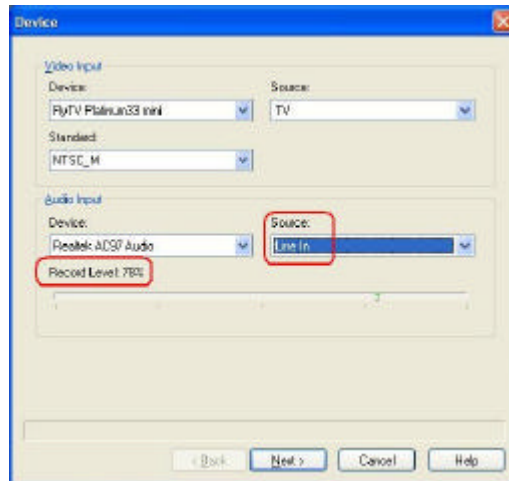 Device
Video Input
Device: Source:
FlyTV Platinum33 mini TV
Standard:
NTSC_M
Audio Input
Device: Source:
Realtek AC97 Audio Line In
Record Level: 78%
< Back Next > Cancel Help